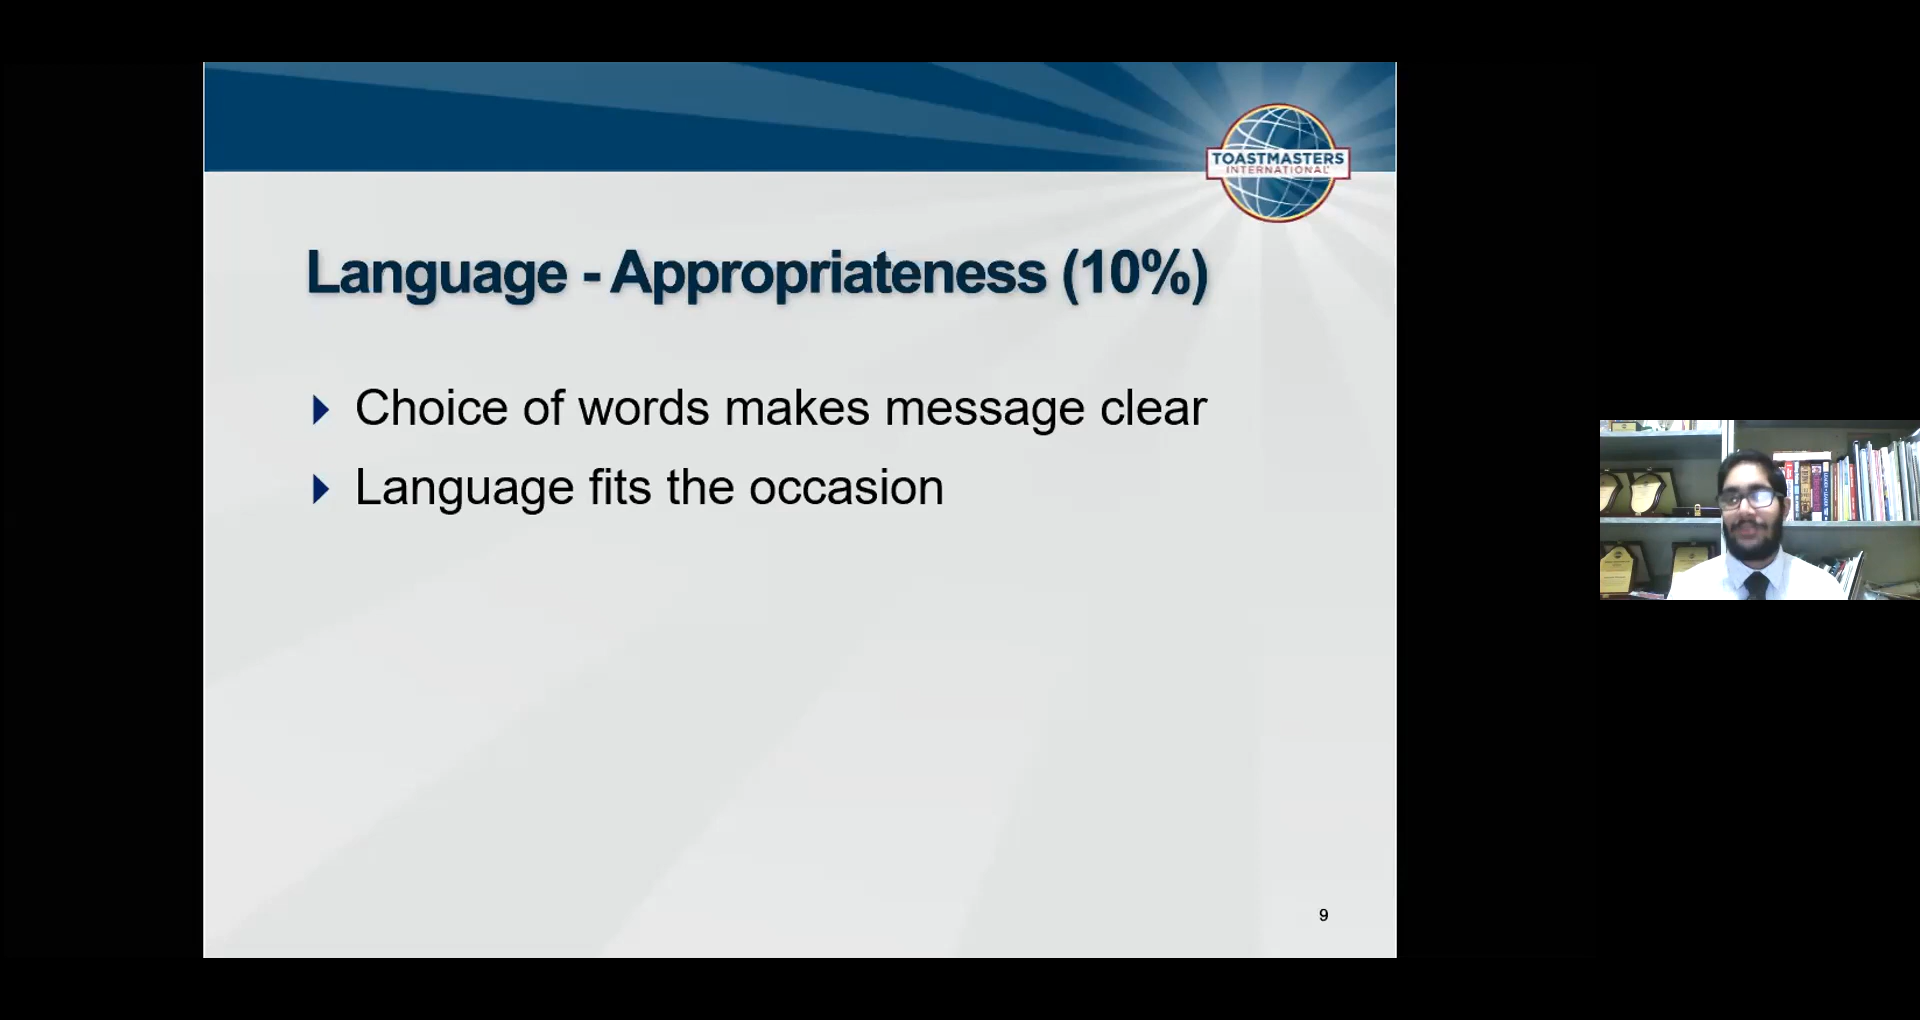 TOASTMASTERS
INTERNATIONAL
Language - Appropriateness (10%)
Choice of words makes message clear
Language fits the occasion
9